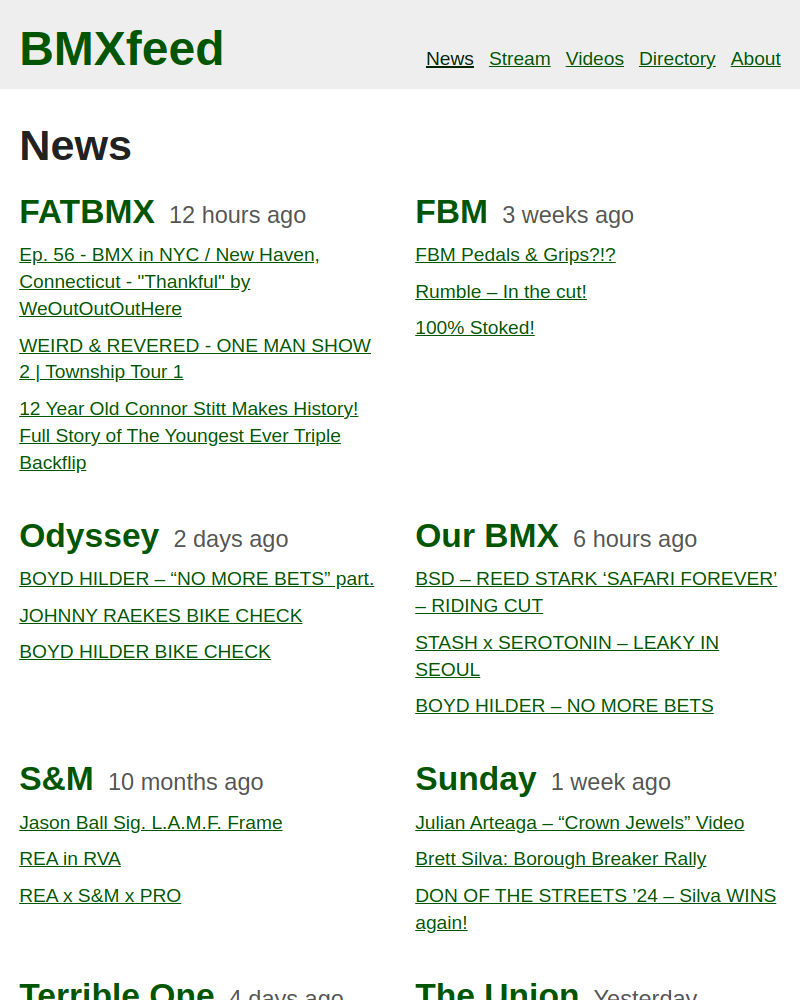 BMXfeed
News Stream Videos Directory About
News
FATBMX 12 hours ago
Ep. 56 - BMX in NYC / New Haven,
Connecticut - "Thankful" by
WeOutOutOutHere
WEIRD & REVERED - ONE MAN SHOW
2 | Township Tour 1
12 Year Old Connor Stitt Makes History!
Full Story of The Youngest Ever Triple
Backflip
FBM 3 weeks ago
FBM Pedals & Grips?!?
Rumble – In the cut!
100% Stoked!
Odyssey 2 days ago
BOYD HILDER – “NO MORE BETS” part.
JOHNNY RAEKES BIKE CHECK
BOYD HILDER BIKE CHECK
Our BMX 6 hours ago
BSD – REED STARK ‘SAFARI FOREVER’
– RIDING CUT
STASH x SEROTONIN – LEAKY IN
SEOUL
BOYD HILDER – NO MORE BETS
S&M 10 months ago
Jason Ball Sig. L.A.M.F. Frame
REA in RVA
REA x S&M x PRO
Sunday 1 week ago
Julian Arteaga – “Crown Jewels” Video
Brett Silva: Borough Breaker Rally
DON OF THE STREETS ’24 – Silva WINS
again!
Terrible One 4 days ago
The Union Yesterday